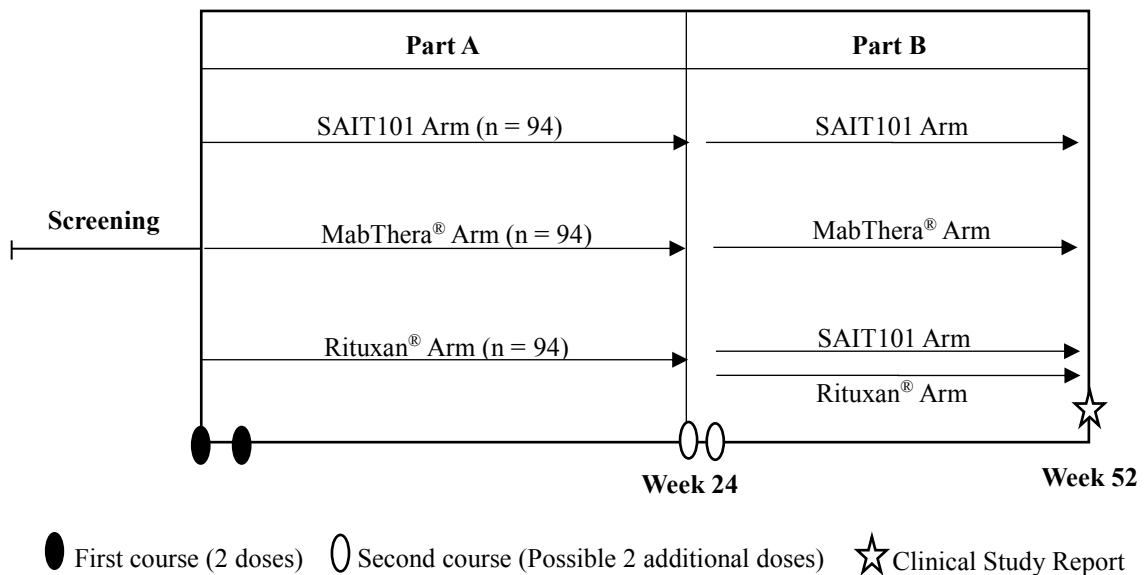 Part A Part B
SAIT101 Arm (n = 94) SAIT101 Arm
Screening
MabThera® Arm (n = 94) MabThera® Arm
Rituxan® Arm (n = 94) SAIT101 Arm
Rituxan® Arm
Week 24 Week 52
First course (2 doses) Second course (Possible 2 additional doses) Clinical Study Report